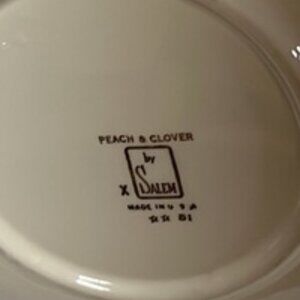 PEACH & CLOVER
by
X SALEM
MADE IN U S A